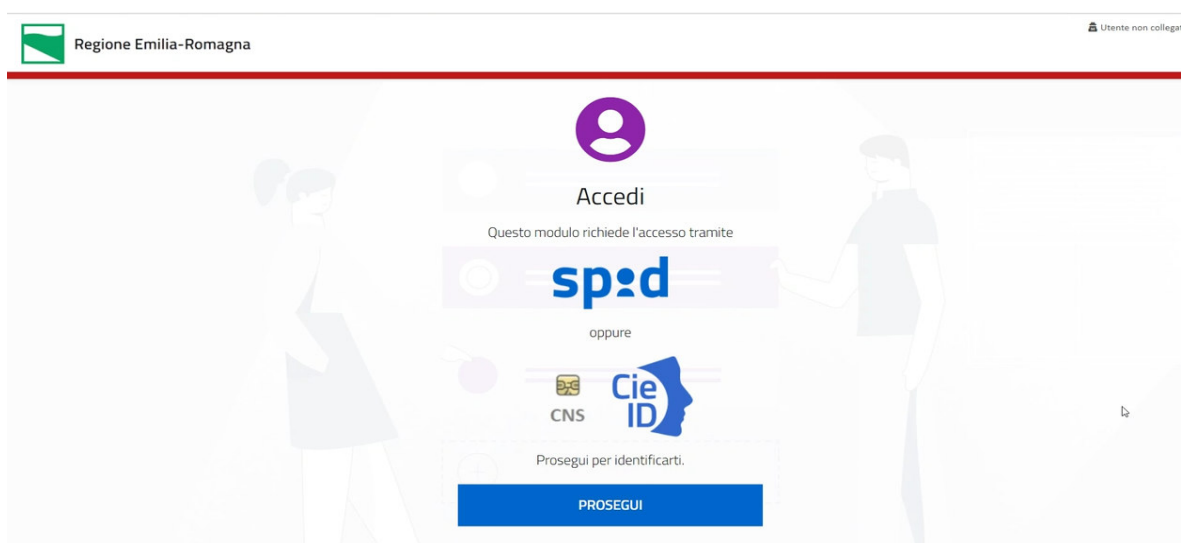 Regione Emilia-Romagna
Utente non collegat
Accedi
Questo modulo richiede l'accesso tramite
spid
oppure
CNS
Cie
ID
Prosegui per identificarti.
PROSEGUI